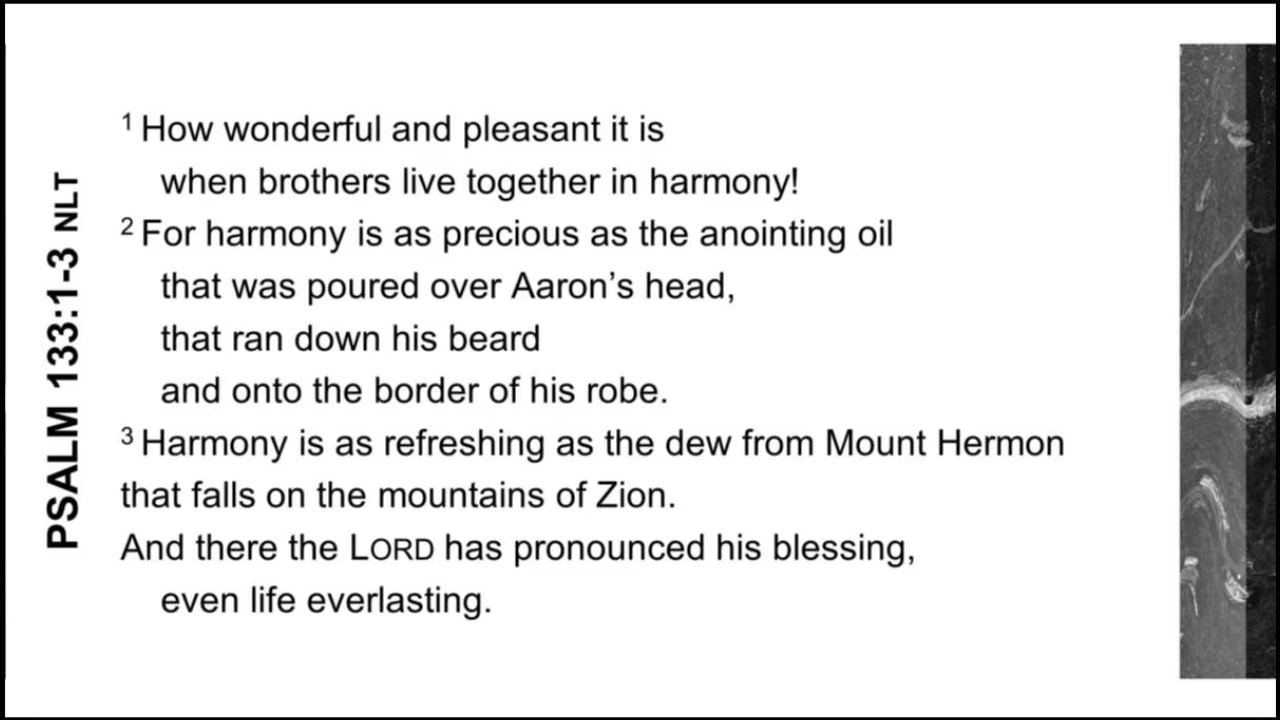 PSALM 133:1-3 NLT
1 How wonderful and pleasant it is
when brothers live together in harmony!
2 For harmony is as precious as the anointing oil
that was poured over Aaron’s head,
that ran down his beard
and onto the border of his robe.
3 Harmony is as refreshing as the dew from Mount Hermon
that falls on the mountains of Zion.
And there the LORD has pronounced his blessing,
even life everlasting.